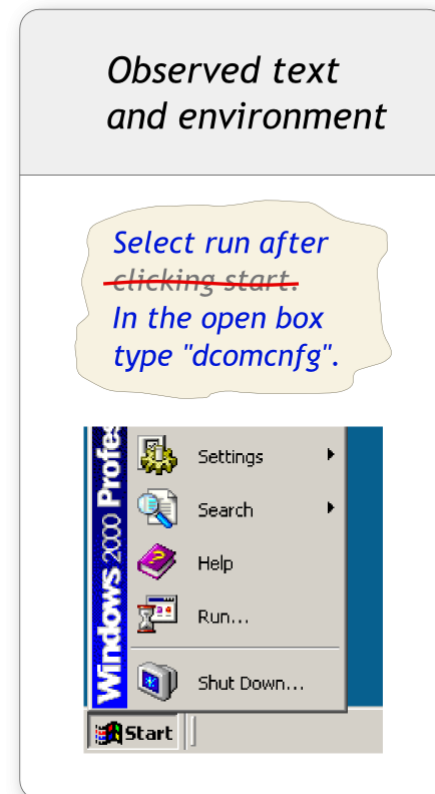 Observed text
and environment
Select run after
clicking start.
In the open box
type "dcomcnfg".
Windows 2000 Profes
Settings
Search
Help
Run...
Shut Down...
Start